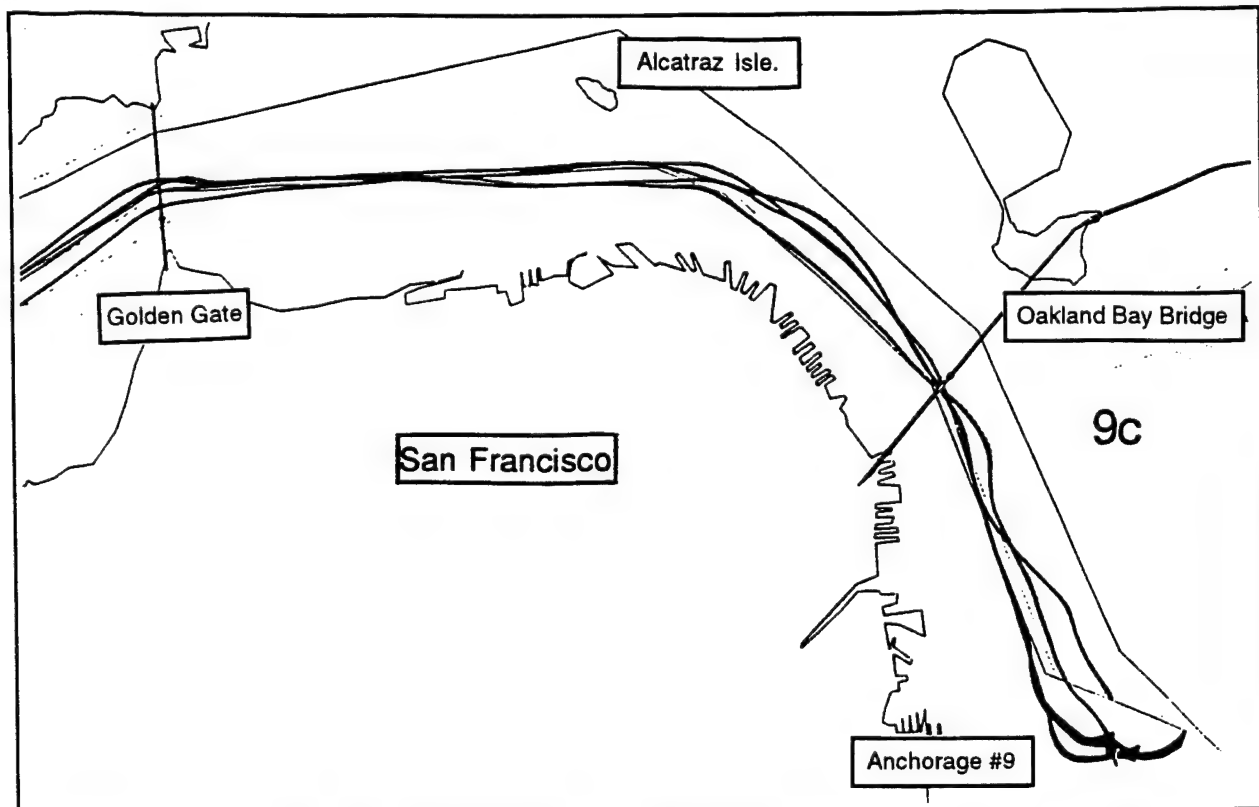 Alcatraz Isle.
Golden Gate
Oakland Bay Bridge
9c
San Francisco
Anchorage #9